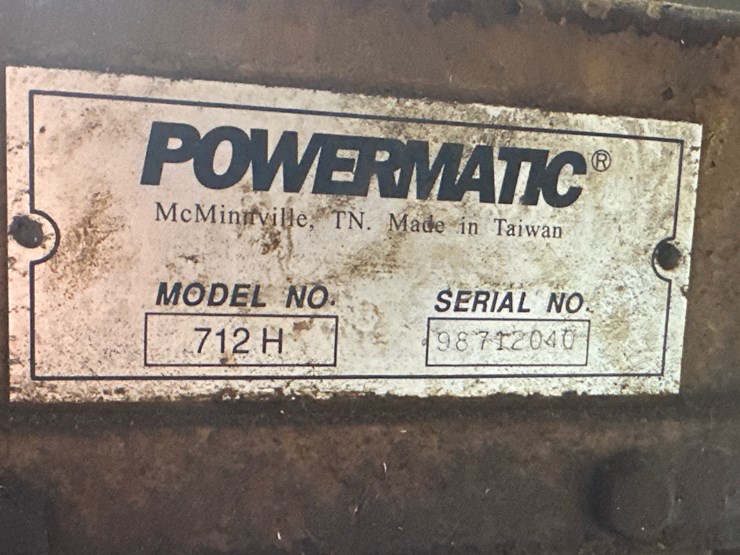 POWERMATIC®
McMinnville, TN. Made in Taiwan
MODEL NO. SERIAL NO.
712 H 98712040